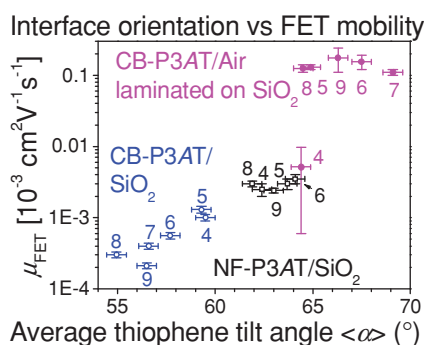 Interface orientation vs FET mobility
CB-P3AT/Air
laminated on SiO₂
8 5 9 6 7
0.1
0.01
1E-3
1E-4
μFET [10⁻³ cm²V⁻¹s⁻¹]
CB-P3AT/
SiO₂
8 7 9 6 5 4
8 4 9 5 6
4
NF-P3AT/SiO₂
55 60 65 70
Average thiophene tilt angle <α> (°)